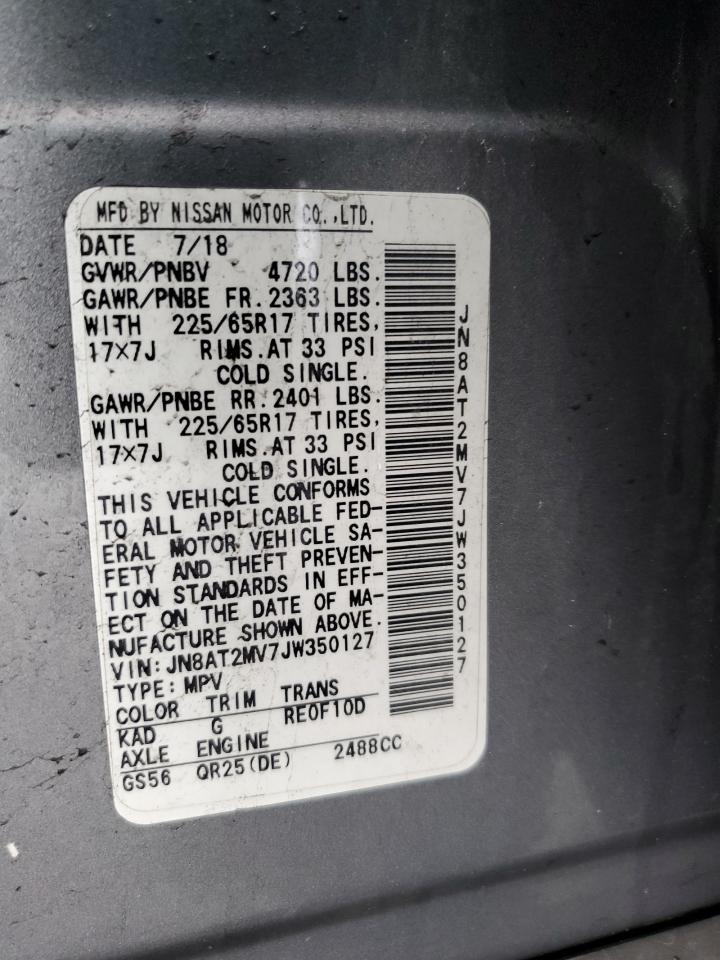 MFD BY NISSAN MOTOR CO.,LTD.
DATE 7/18
GVWR/PNBV 4720 LBS.
GAWR/PNBE FR.2363 LBS.
WITH 225/65R17 TIRES,
17×7J RIMS.AT 33 PSI
COLD SINGLE.
GAWR/PNBE RR.2401 LBS.
WITH 225/65R17 TIRES,
17×7J RIMS.AT 33 PSI
COLD SINGLE.
THIS VEHICLE CONFORMS
TO ALL APPLICABLE FED-
ERAL MOTOR VEHICLE SA-
FETY AND THEFT PREVEN-
TION STANDARDS IN EFF-
ECT ON THE DATE OF MA-
NUFACTURE SHOWN ABOVE.
VIN:JN8AT2MV7JW350127
TYPE:MPV
COLOR TRIM TRANS
KAD G RE0F10D
AXLE ENGINE
GS56 QR25(DE) 2488CC
JN8AT2MV7JW350127